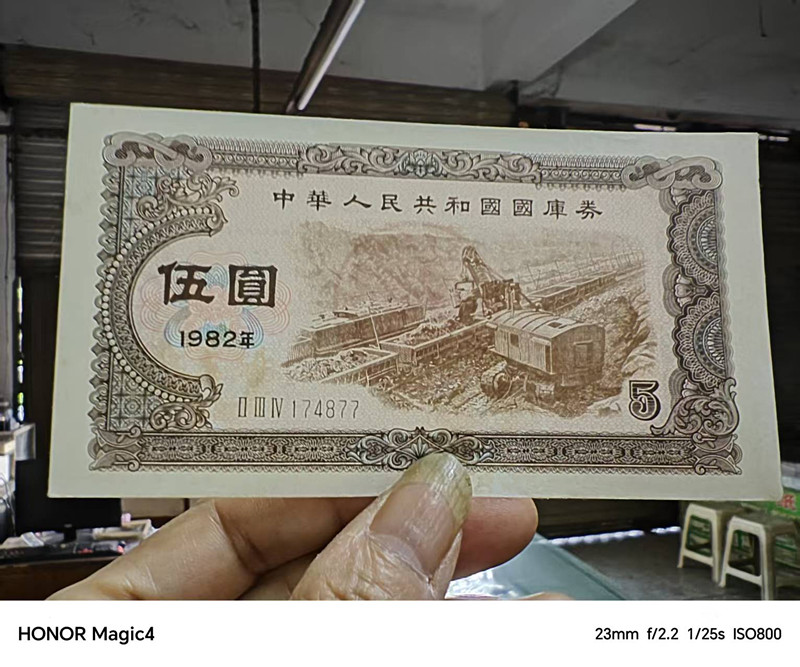 中華人民共和國國庫券
伍圓
1982年
II III IV 174877
5
HONOR Magic4
23mm f/2.2 1/25s ISO800